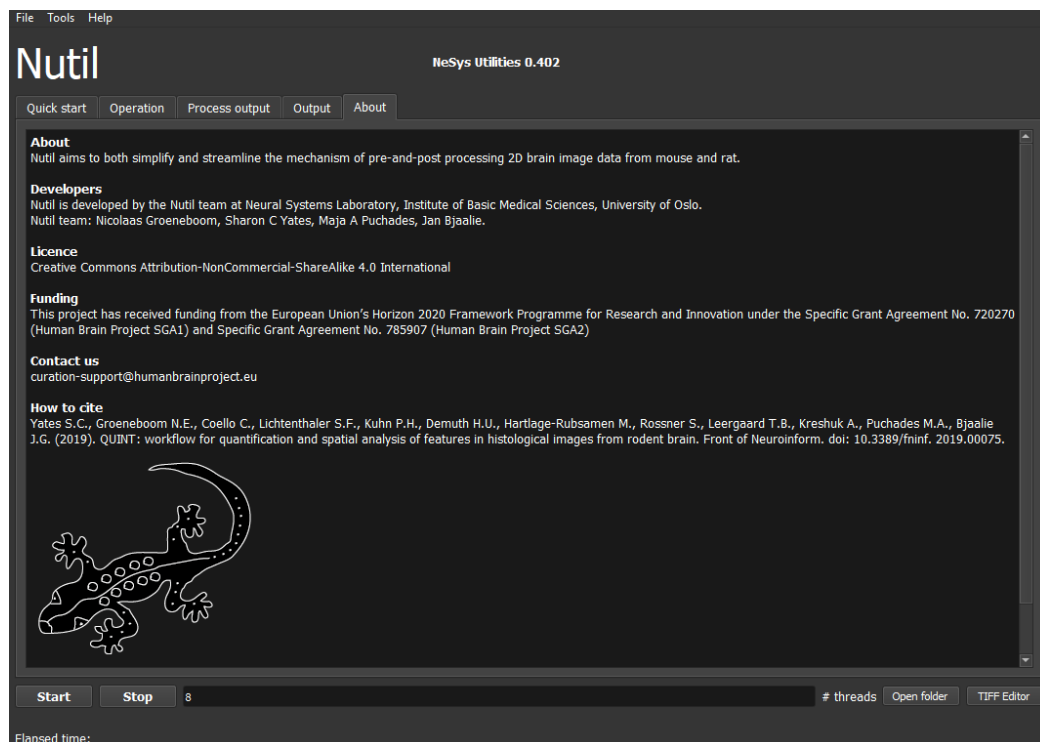 File Tools Help
Nutil
NeSys Utilities 0.402
Quick start Operation Process output Output About
About
Nutil aims to both simplify and streamline the mechanism of pre-and-post processing 2D brain image data from mouse and rat.
Developers
Nutil is developed by the Nutil team at Neural Systems Laboratory, Institute of Basic Medical Sciences, University of Oslo.
Nutil team: Nicolaas Groeneboom, Sharon C Yates, Maja A Puchades, Jan Bjaalie.
Licence
Creative Commons Attribution-NonCommercial-ShareAlike 4.0 International
Funding
This project has received funding from the European Union’s Horizon 2020 Framework Programme for Research and Innovation under the Specific Grant Agreement No. 720270
(Human Brain Project SGA1) and Specific Grant Agreement No. 785907 (Human Brain Project SGA2)
Contact us
curation-support@humanbrainproject.eu
How to cite
Yates S.C., Groeneboom N.E., Coello C., Lichtenthaler S.F., Kuhn P.H., Demuth H.U., Hartlage-Rubsamen M., Rossner S., Leergaard T.B., Kreshuk A., Puchades M.A., Bjaalie
J.G. (2019). QUINT: workflow for quantification and spatial analysis of features in histological images from rodent brain. Front of Neuroinform. doi: 10.3389/fninf. 2019.00075.
Start Stop 8 # threads Open folder TIFF Editor
Elapsed time: